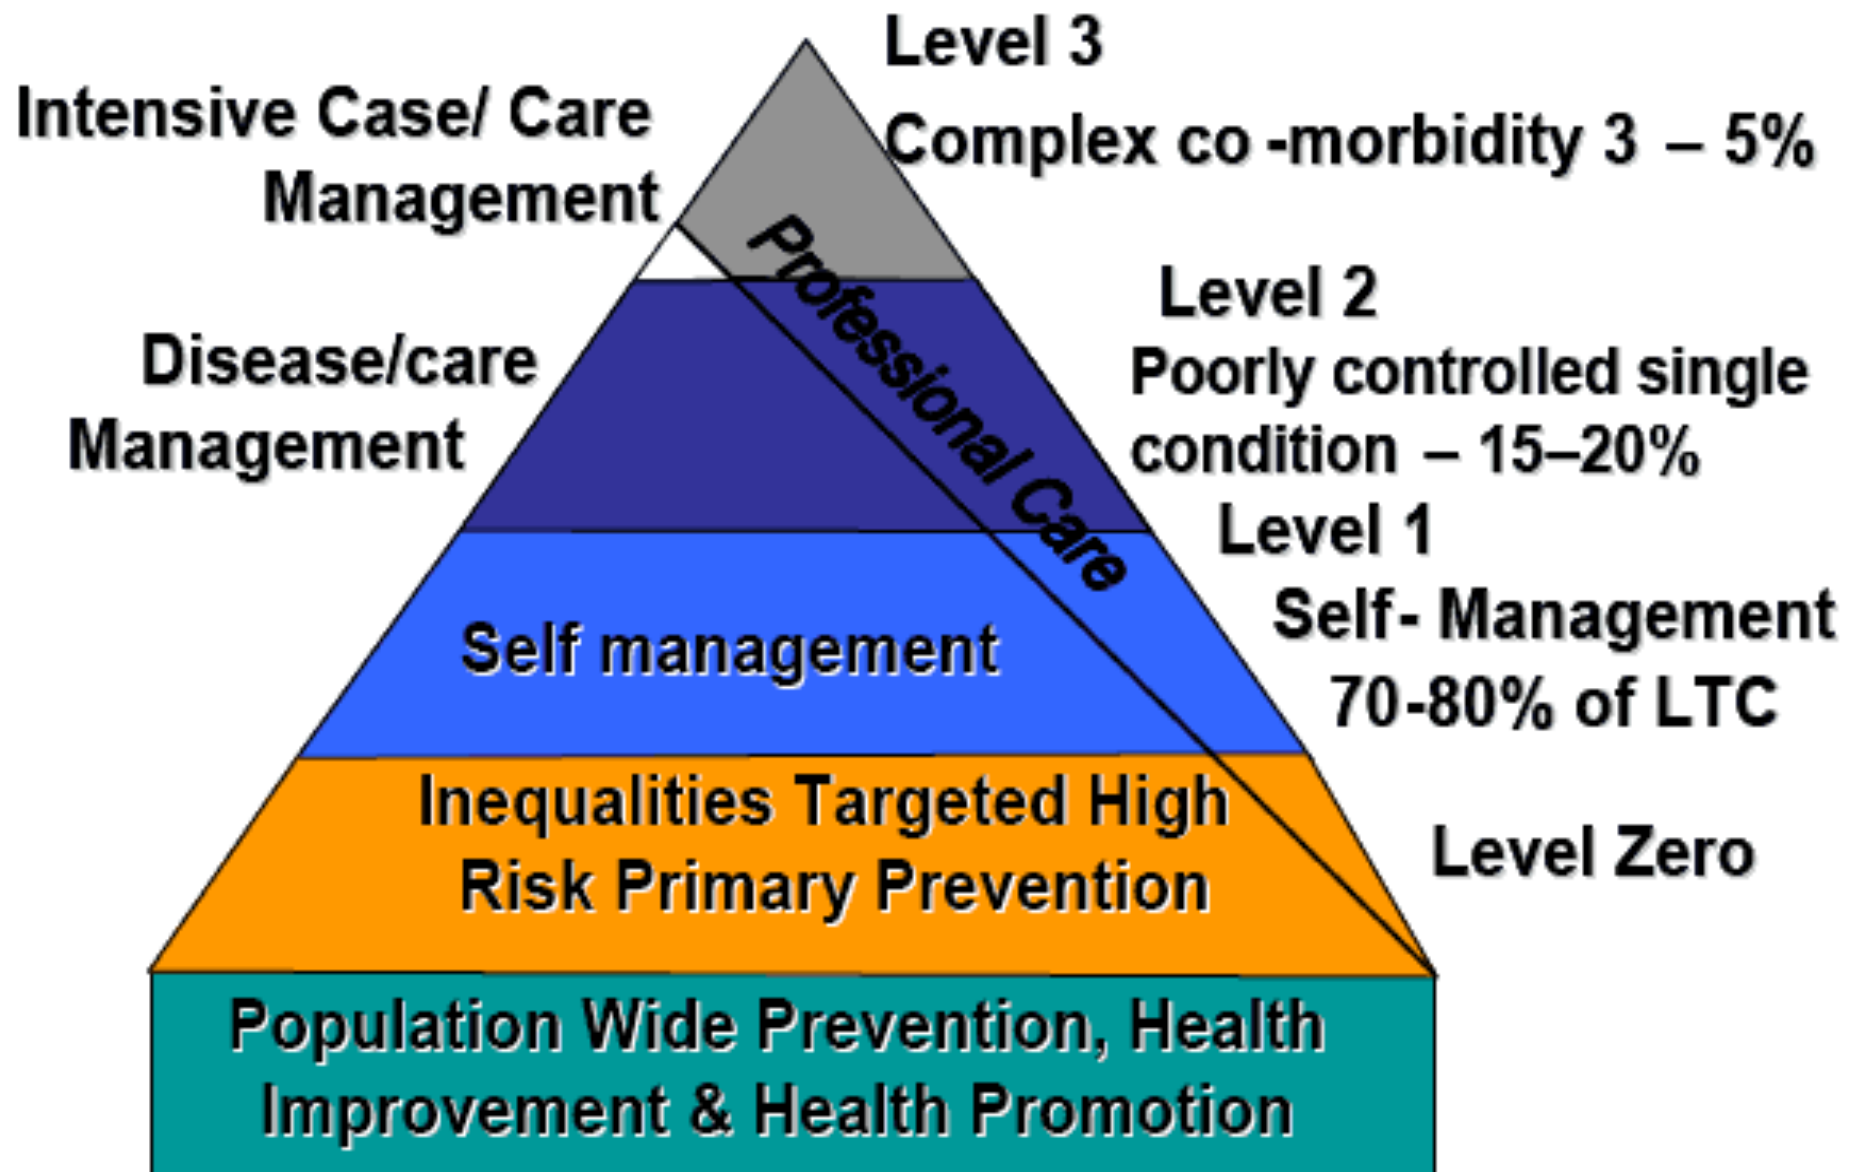 Level 3
Complex co -morbidity 3 – 5%
Intensive Case/ Care
Management
Professional Care
Level 2
Poorly controlled single
condition – 15–20%
Disease/care
Management
Level 1
Self- Management
70-80% of LTC
Self management
Inequalities Targeted High
Risk Primary Prevention
Level Zero
Population Wide Prevention, Health
Improvement & Health Promotion